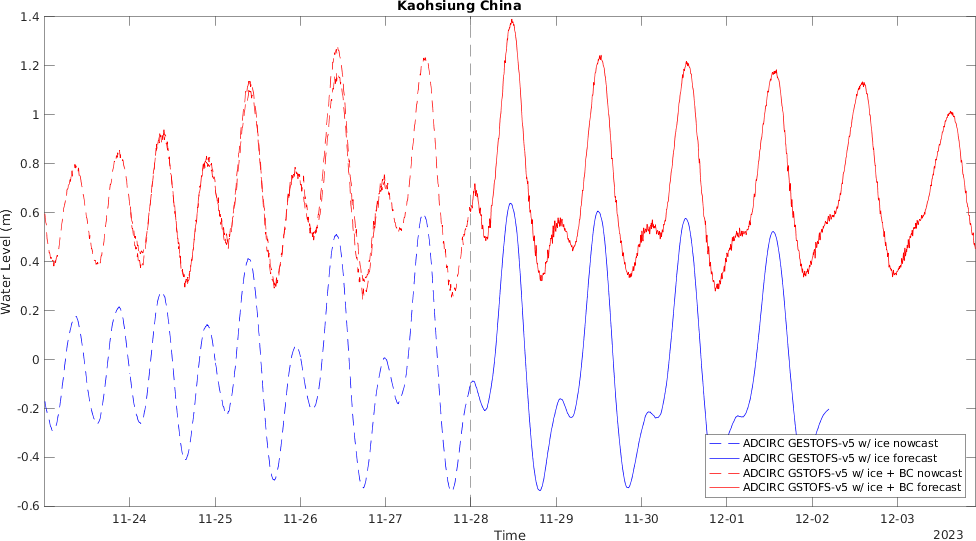 Kaohsiung China
1.4
1.2
1
0.8
0.6
0.4
0.2
0
-0.2
-0.4
-0.6
Water Level (m)
ADCIRC GESTOFS-v5 w/ ice nowcast
ADCIRC GESTOFS-v5 w/ ice forecast
ADCIRC GSTOFS-v5 w/ ice + BC nowcast
ADCIRC GSTOFS-v5 w/ ice + BC forecast
11-24 11-25 11-26 11-27 11-28 11-29 11-30 12-01 12-02 12-03
Time
2023